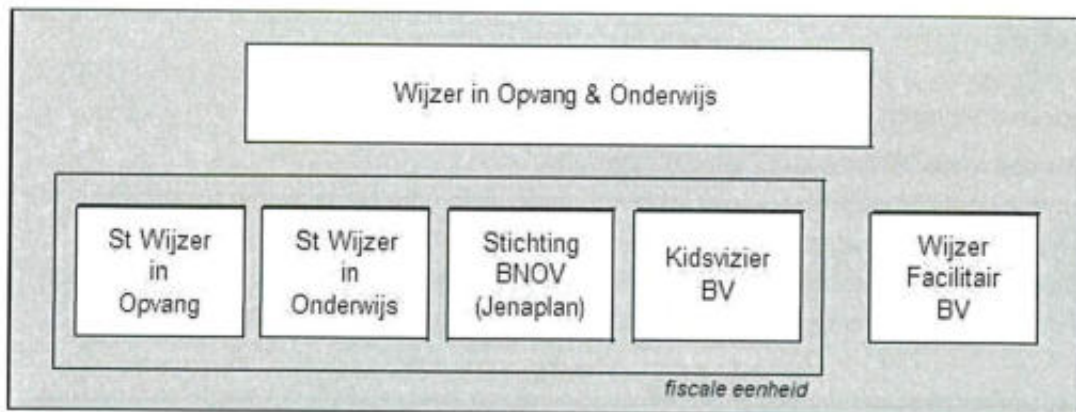 Wijzer in Opvang & Onderwijs
St Wijzer
in
Opvang
St Wijzer
in
Onderwijs
Stichting
BNOV
(Jenaplan)
Kidsvizier
BV
Wijzer
Facilitair
BV
fiscale eenheid